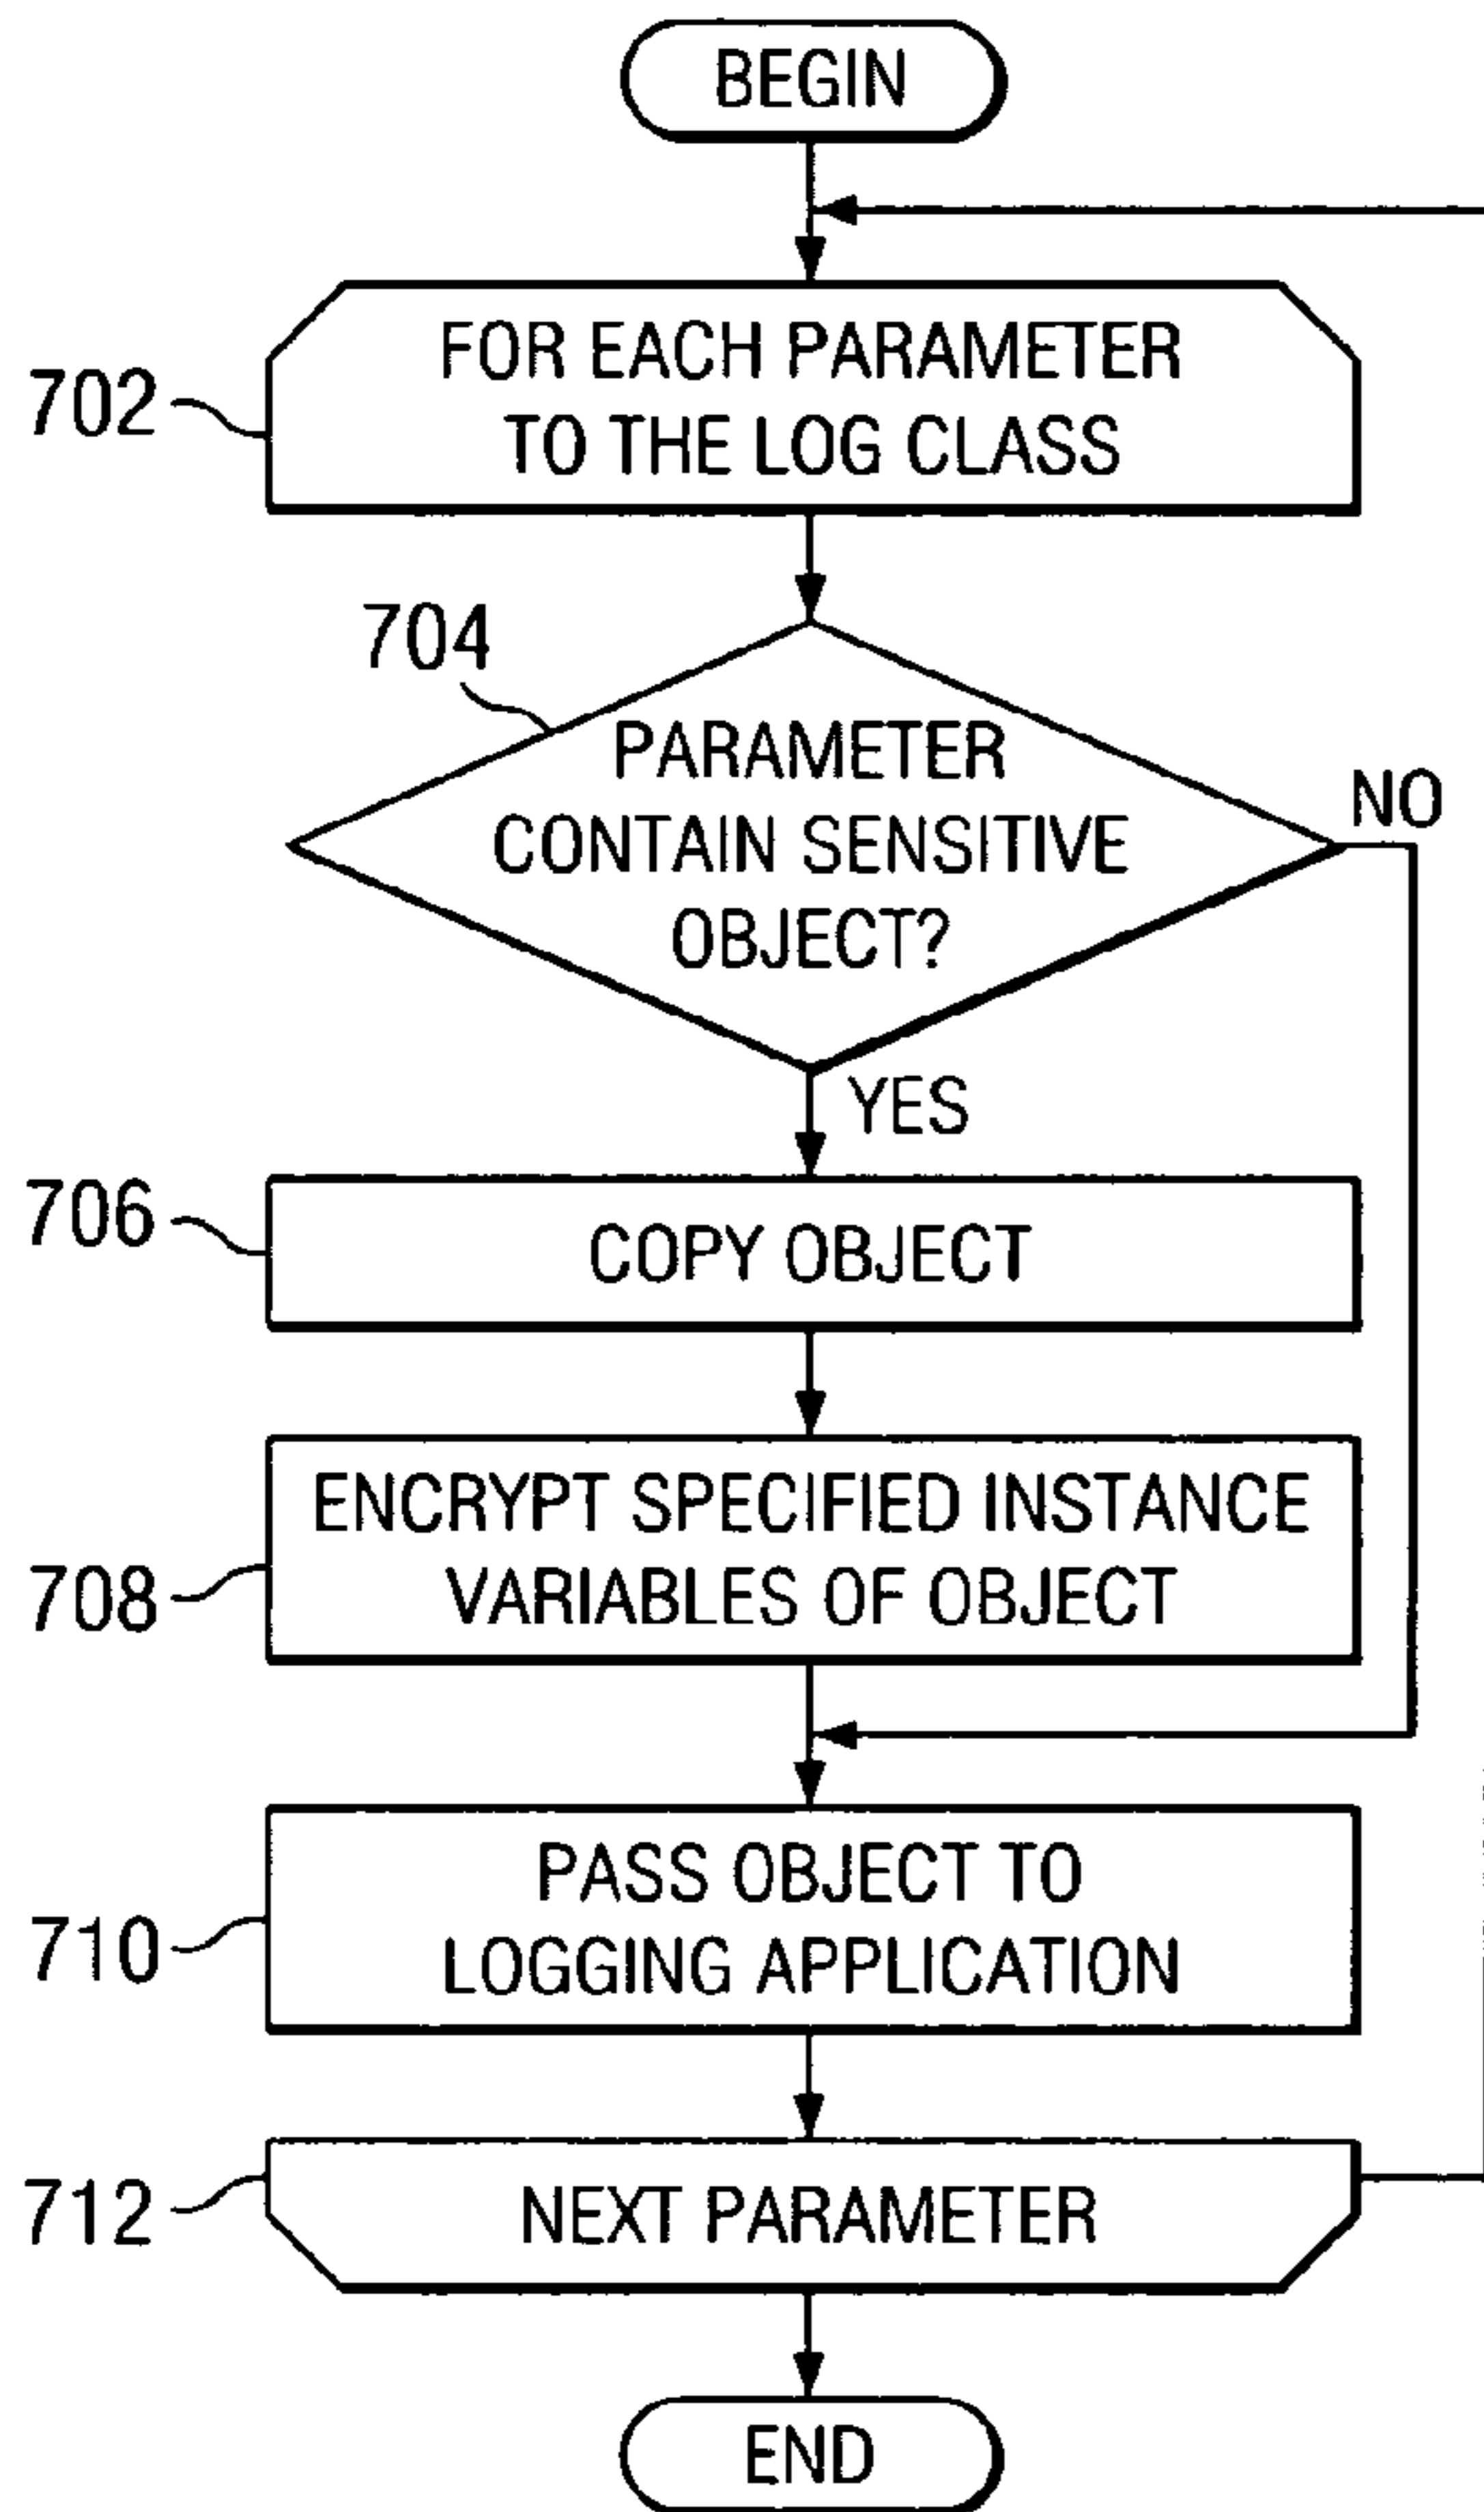 BEGIN
702
FOR EACH PARAMETER
TO THE LOG CLASS
704
PARAMETER
CONTAIN SENSITIVE
OBJECT?
NO
YES
706
COPY OBJECT
708
ENCRYPT SPECIFIED INSTANCE
VARIABLES OF OBJECT
710
PASS OBJECT TO
LOGGING APPLICATION
712
NEXT PARAMETER
END